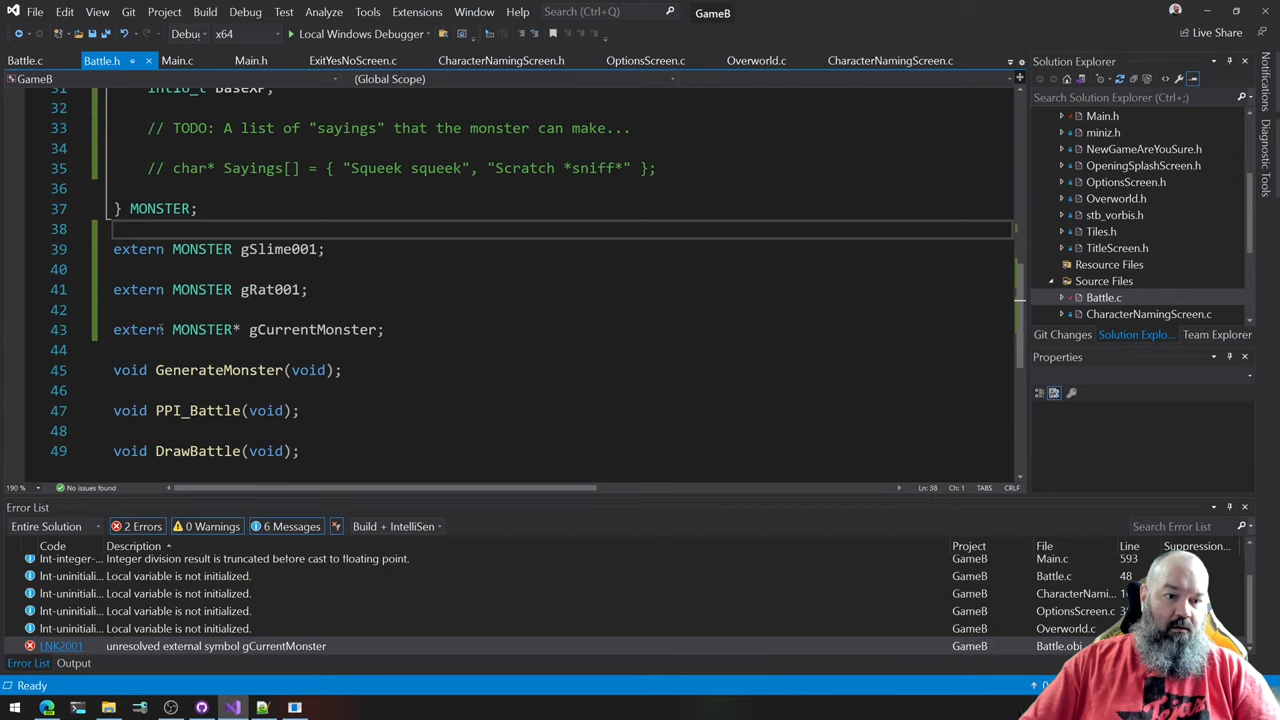 File Edit View Git Project Build Debug Test Analyze Tools Extensions Window Help Search (Ctrl+Q) GameB
Debug x64 Local Windows Debugger Live Share
Battle.c Battle.h Main.c Main.h ExitYesNoScreen.c CharacterNamingScreen.h OptionsScreen.c Overworld.c CharacterNamingScreen.c
GameB (Global Scope)
31 int16_t BaseXP;
32
33 // TODO: A list of "sayings" that the monster can make...
34
35 // char* Sayings[] = { "Squeek squeek", "Scratch *sniff*" };
36
37 } MONSTER;
38
39 extern MONSTER gSlime001;
40
41 extern MONSTER gRat001;
42
43 extern MONSTER* gCurrentMonster;
44
45 void GenerateMonster(void);
46
47 void PPI_Battle(void);
48
49 void DrawBattle(void);
190 % No issues found Ln: 38 Ch: 1 TABS CRLF
Solution Explorer
Search Solution Explorer (Ctrl+;)
Main.h
miniz.h
NewGameAreYouSure.h
OpeningSplashScreen.h
OptionsScreen.h
Overworld.h
stb_vorbis.h
Tiles.h
TitleScreen.h
Resource Files
Source Files
Battle.c
CharacterNamingScreen.c
Git Changes Solution Explo... Team Explorer
Properties
Notifications
Diagnostic Tools
Error List
Entire Solution 2 Errors 0 Warnings 6 Messages Build + IntelliSen Search Error List
Code Description Project File Line Suppression...
Int-integer-... Integer division result is truncated before cast to floating point. GameB Main.c 593
Int-uninitiali... Local variable is not initialized. GameB Battle.c 48
Int-uninitiali... Local variable is not initialized. GameB CharacterNami...
Int-uninitiali... Local variable is not initialized. GameB OptionsScreen.c
Int-uninitiali... Local variable is not initialized. GameB Overworld.c
LNK2001 unresolved external symbol gCurrentMonster GameB Battle.obj
Error List Output
Ready